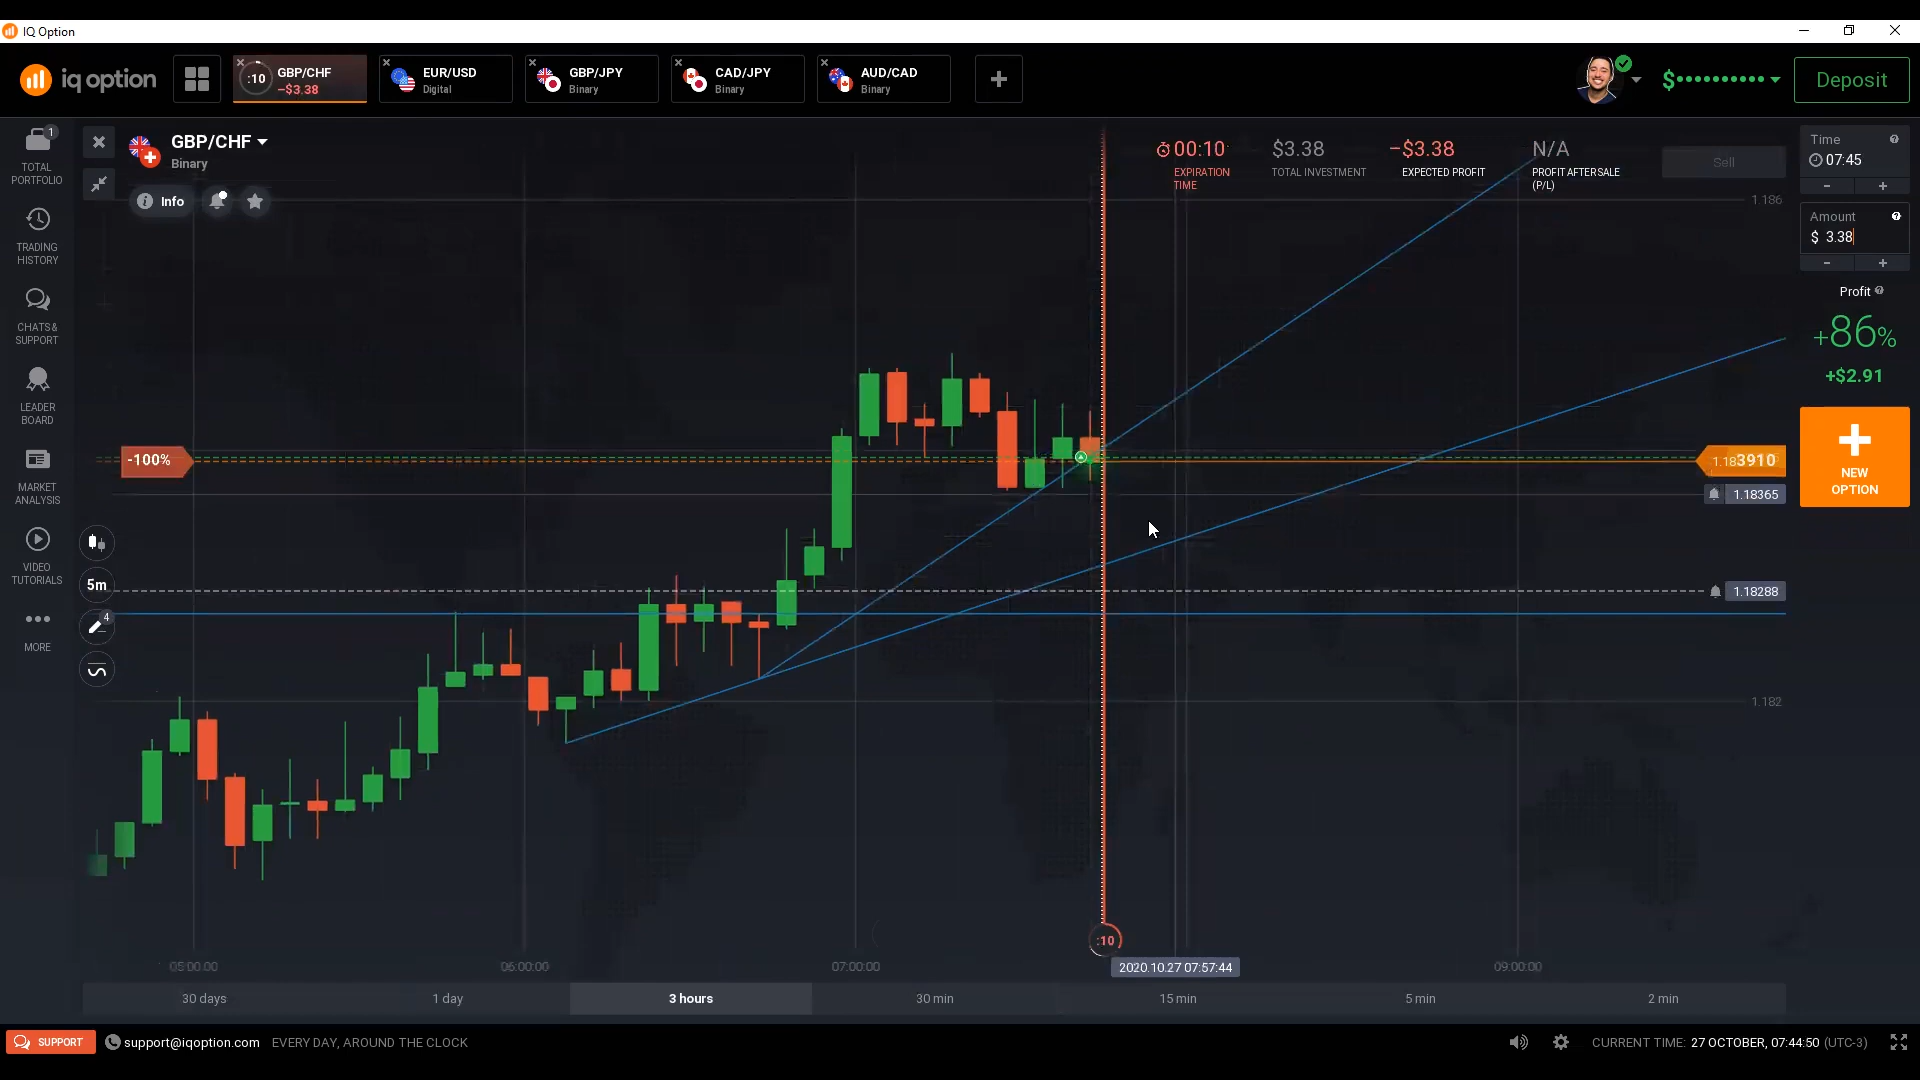 IQ Option
iq option
:10
GBP/CHF
–$3.38
EUR/USD
Digital
GBP/JPY
Binary
CAD/JPY
Binary
AUD/CAD
Binary
$
Deposit
1
TOTAL
PORTFOLIO
TRADING
HISTORY
CHATS &
SUPPORT
LEADER
BOARD
MARKET
ANALYSIS
VIDEO
TUTORIALS
MORE
GBP/CHF
Binary
Info
00:10
EXPIRATION
TIME
$3.38
TOTAL INVESTMENT
–$3.38
EXPECTED PROFIT
N/A
PROFIT AFTER SALE
(P/L)
Sell
Time
07:45
- +
Amount
$ 3.38
- +
Profit
+86%
+$2.91
NEW
OPTION
1.186
-100%
3910
1.18365
1.18288
1.182
5m
4
:10
05:00:00
06:00:00
07:00:00
2020.10.27 07:57:44
09:00:00
30 days
1 day
3 hours
30 min
15 min
5 min
2 min
SUPPORT
support@iqoption.com
EVERY DAY, AROUND THE CLOCK
CURRENT TIME: 27 OCTOBER, 07:44:50 (UTC-3)